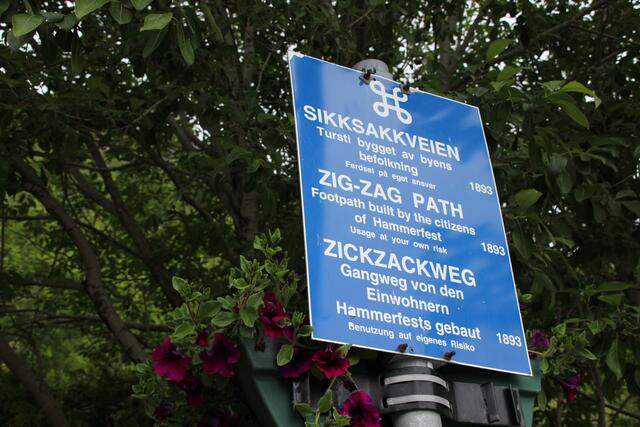 SIKKSAKKVEIEN
Tursti bygget av byens
befolkning
Ferdsel på eget ansvar 1893
ZIG-ZAG PATH
Footpath built by the citizens
of Hammerfest
Usage at your own risk 1893
ZICKZACKWEG
Gangweg von den
Einwohnern
Hammerfests gebaut
Benutzung auf eigenes Risiko 1893